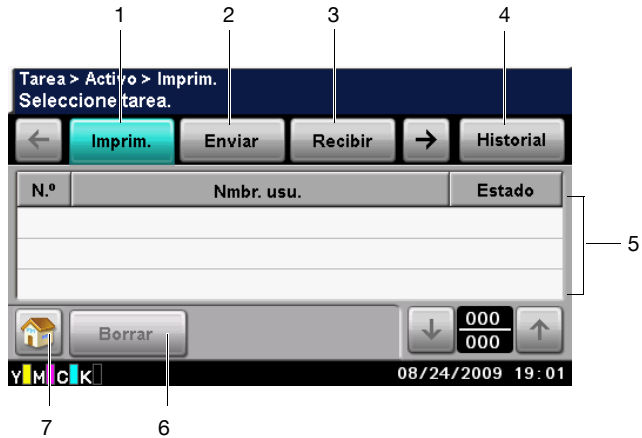 1 2 3 4
Tarea > Activo > Imprim.
Seleccione tarea.
Imprim. Enviar Recibir Historial
N.º Nmbr. usu. Estado
5
Borrar 000
000
Y M C K 08/24/2009 19:01
7 6